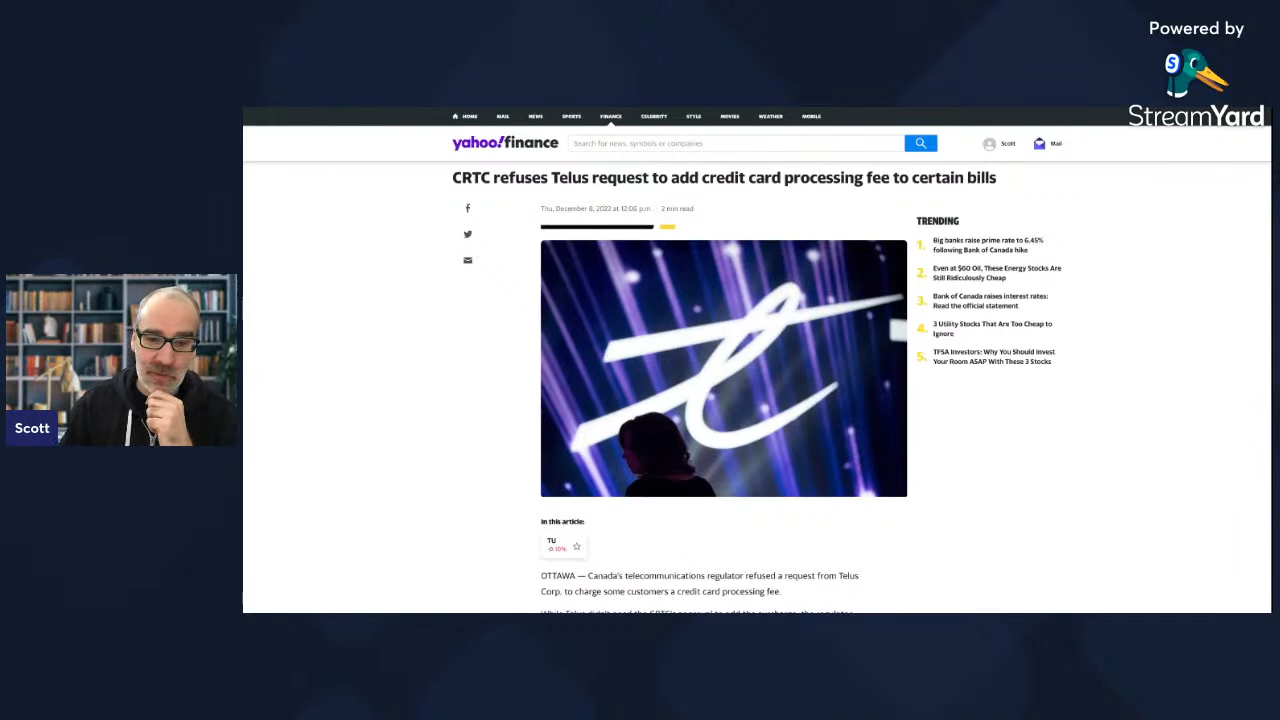 Powered by
S
StreamYard
HOME MAIL NEWS SPORTS FINANCE CELEBRITY STYLE MOVIES WEATHER MOBILE
yahoo!finance
Search for news, symbols or companies
Scott
Mail
CRTC refuses Telus request to add credit card processing fee to certain bills
Thu, December 8, 2022 at 12:06 p.m. 2 min read
TRENDING
1. Big banks raise prime rate to 6.45%
following Bank of Canada hike
2. Even at $60 Oil, These Energy Stocks Are
Still Ridiculously Cheap
3. Bank of Canada raises interest rates:
Read the official statement
4. 3 Utility Stocks That Are Too Cheap to
Ignore
5. TFSA Investors: Why You Should Invest
Your Room ASAP With These 3 Stocks
Scott
In this article:
TU
-0.10%
OTTAWA — Canada's telecommunications regulator refused a request from Telus
Corp. to charge some customers a credit card processing fee.